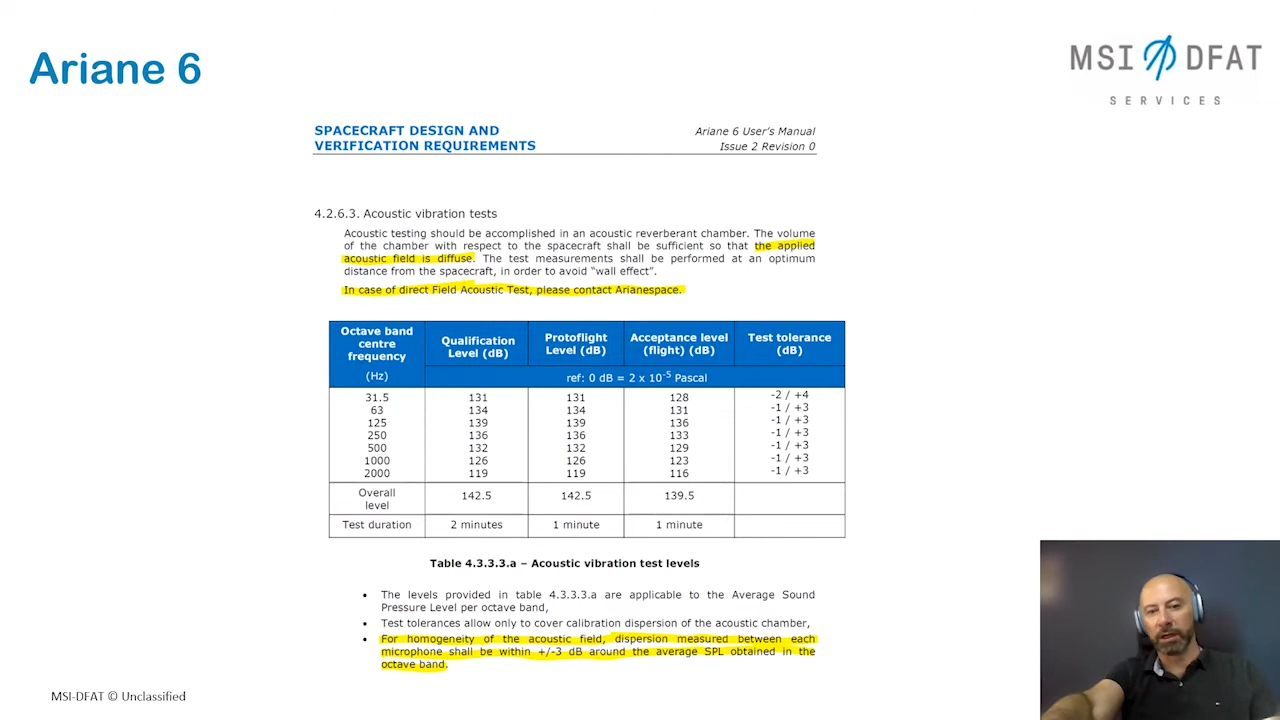 Ariane 6
MSI DFAT
SERVICES
SPACECRAFT DESIGN AND
VERIFICATION REQUIREMENTS
Ariane 6 User's Manual
Issue 2 Revision 0
4.2.6.3. Acoustic vibration tests
Acoustic testing should be accomplished in an acoustic reverberant chamber. The volume
of the chamber with respect to the spacecraft shall be sufficient so that the applied
acoustic field is diffuse. The test measurements shall be performed at an optimum
distance from the spacecraft, in order to avoid “wall effect”.
In case of direct Field Acoustic Test, please contact Arianespace.
Octave band
centre
frequency
(Hz)
Qualification
Level (dB)
Protoflight
Level (dB)
Acceptance level
(flight) (dB)
Test tolerance
(dB)
ref: 0 dB = 2 x 10-5 Pascal
31.5 131 131 128 -2 / +4
63 134 134 131 -1 / +3
125 139 139 136 -1 / +3
250 136 136 133 -1 / +3
500 132 132 129 -1 / +3
1000 126 126 123 -1 / +3
2000 119 119 116 -1 / +3
Overall
level
142.5 142.5 139.5
Test duration 2 minutes 1 minute 1 minute
Table 4.3.3.3.a – Acoustic vibration test levels
• The levels provided in table 4.3.3.3.a are applicable to the Average Sound
Pressure Level per octave band,
• Test tolerances allow only to cover calibration dispersion of the acoustic chamber,
• For homogeneity of the acoustic field, dispersion measured between each
microphone shall be within +/-3 dB around the average SPL obtained in the
octave band.
MSI-DFAT © Unclassified